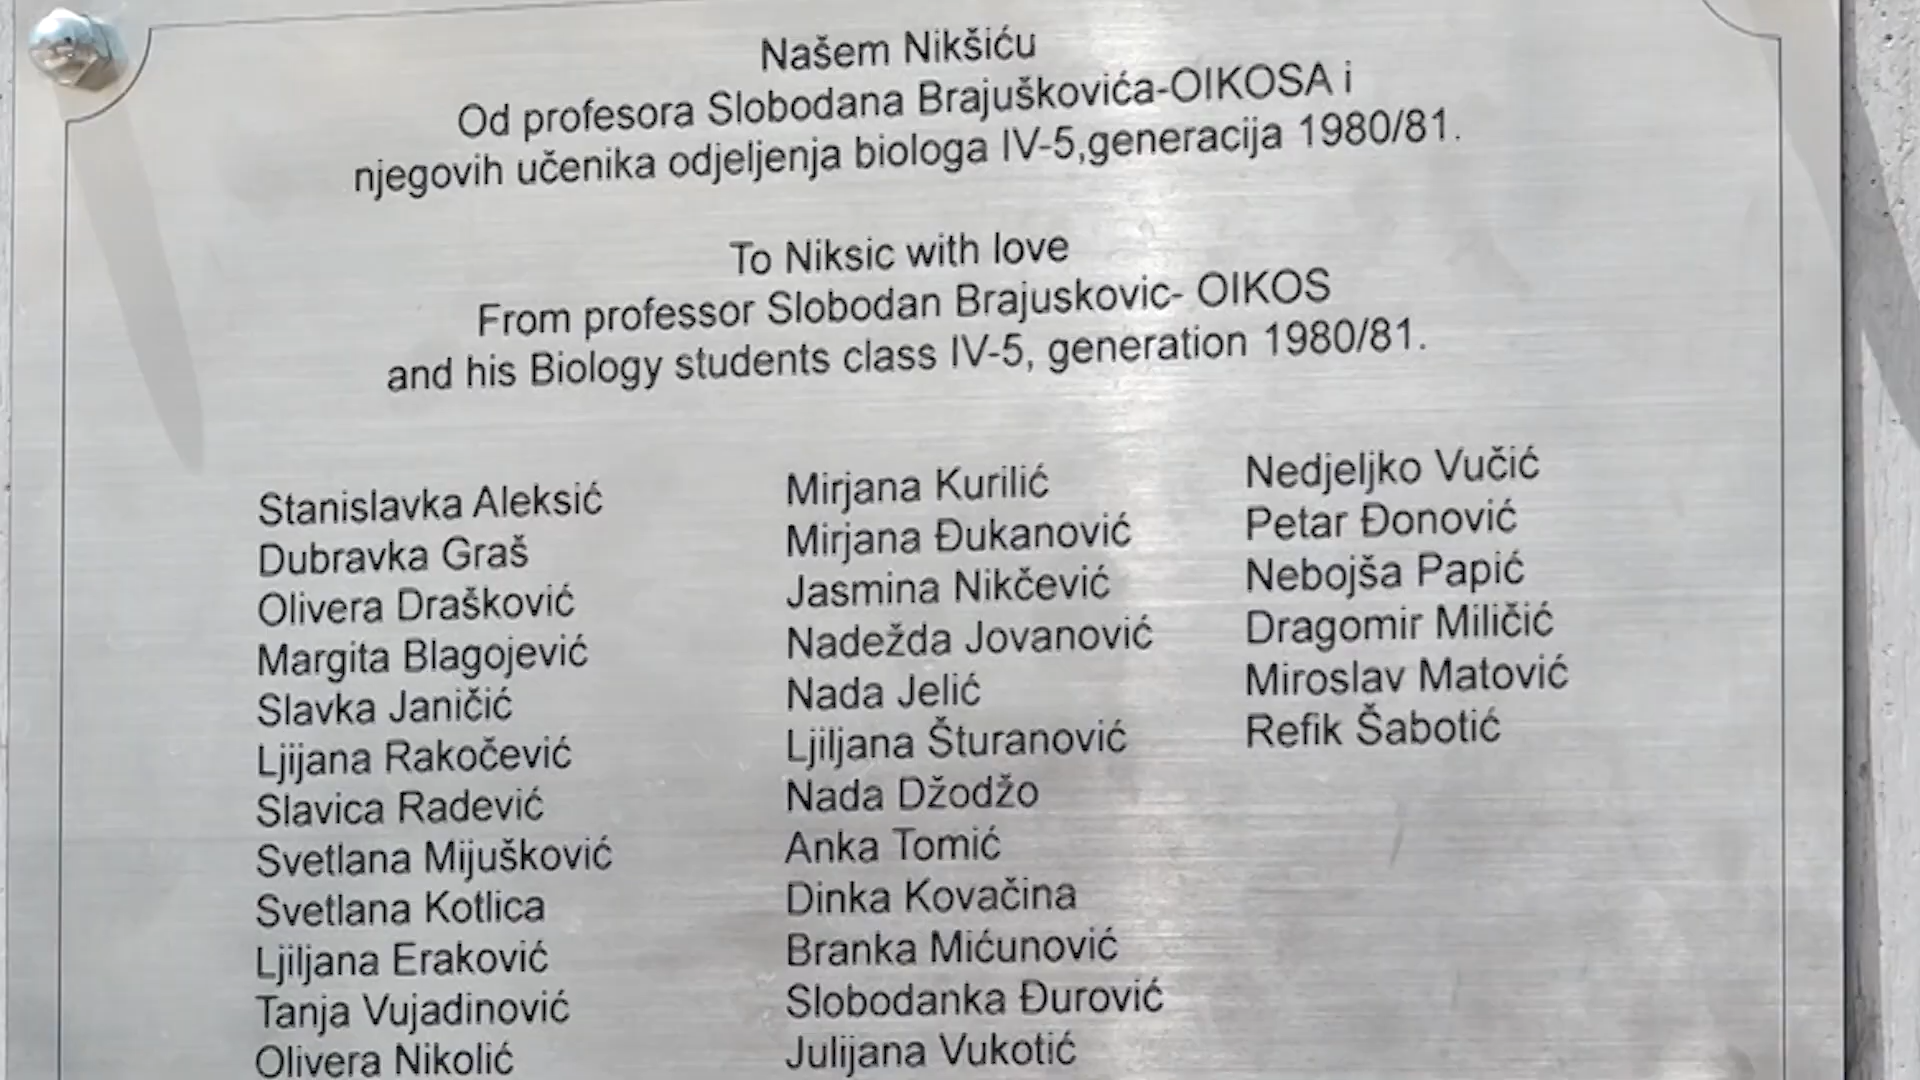 Našem Nikšiću
Od profesora Slobodana Brajuškovića-OIKOSA i
njegovih učenika odjeljenja biologa IV-5,generacija 1980/81.
To Niksic with love
From professor Slobodan Brajuskovic- OIKOS
and his Biology students class IV-5, generation 1980/81.
Stanislavka Aleksić
Dubravka Graš
Olivera Drašković
Margita Blagojević
Slavka Janičić
Ljijana Rakočević
Slavica Radević
Svetlana Mijušković
Svetlana Kotlica
Ljiljana Eraković
Tanja Vujadinović
Olivera Nikolić
Mirjana Kurilić
Mirjana Đukanović
Jasmina Nikčević
Nadežda Jovanović
Nada Jelić
Ljiljana Šturanović
Nada Džodžo
Anka Tomić
Dinka Kovačina
Branka Mićunović
Slobodanka Đurović
Julijana Vukotić
Nedjeljko Vučić
Petar Đonović
Nebojša Papić
Dragomir Miličić
Miroslav Matović
Refik Šabotić